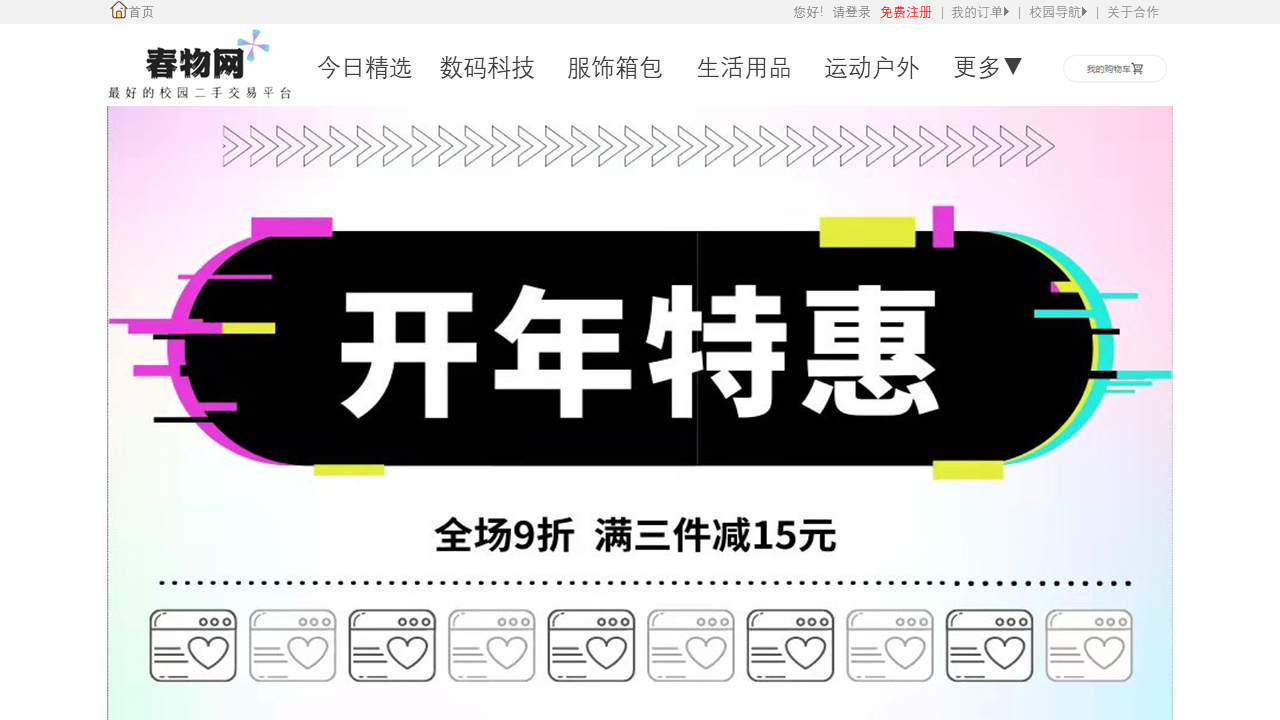 首页 您好！ 请登录 免费注册 | 我的订单 | 校园导航 | 关于合作
春物网
最好的校园二手交易平台
今日精选 数码科技 服饰箱包 生活用品 运动户外 更多▼ 我的购物车
开年特惠
全场9折 满三件减15元